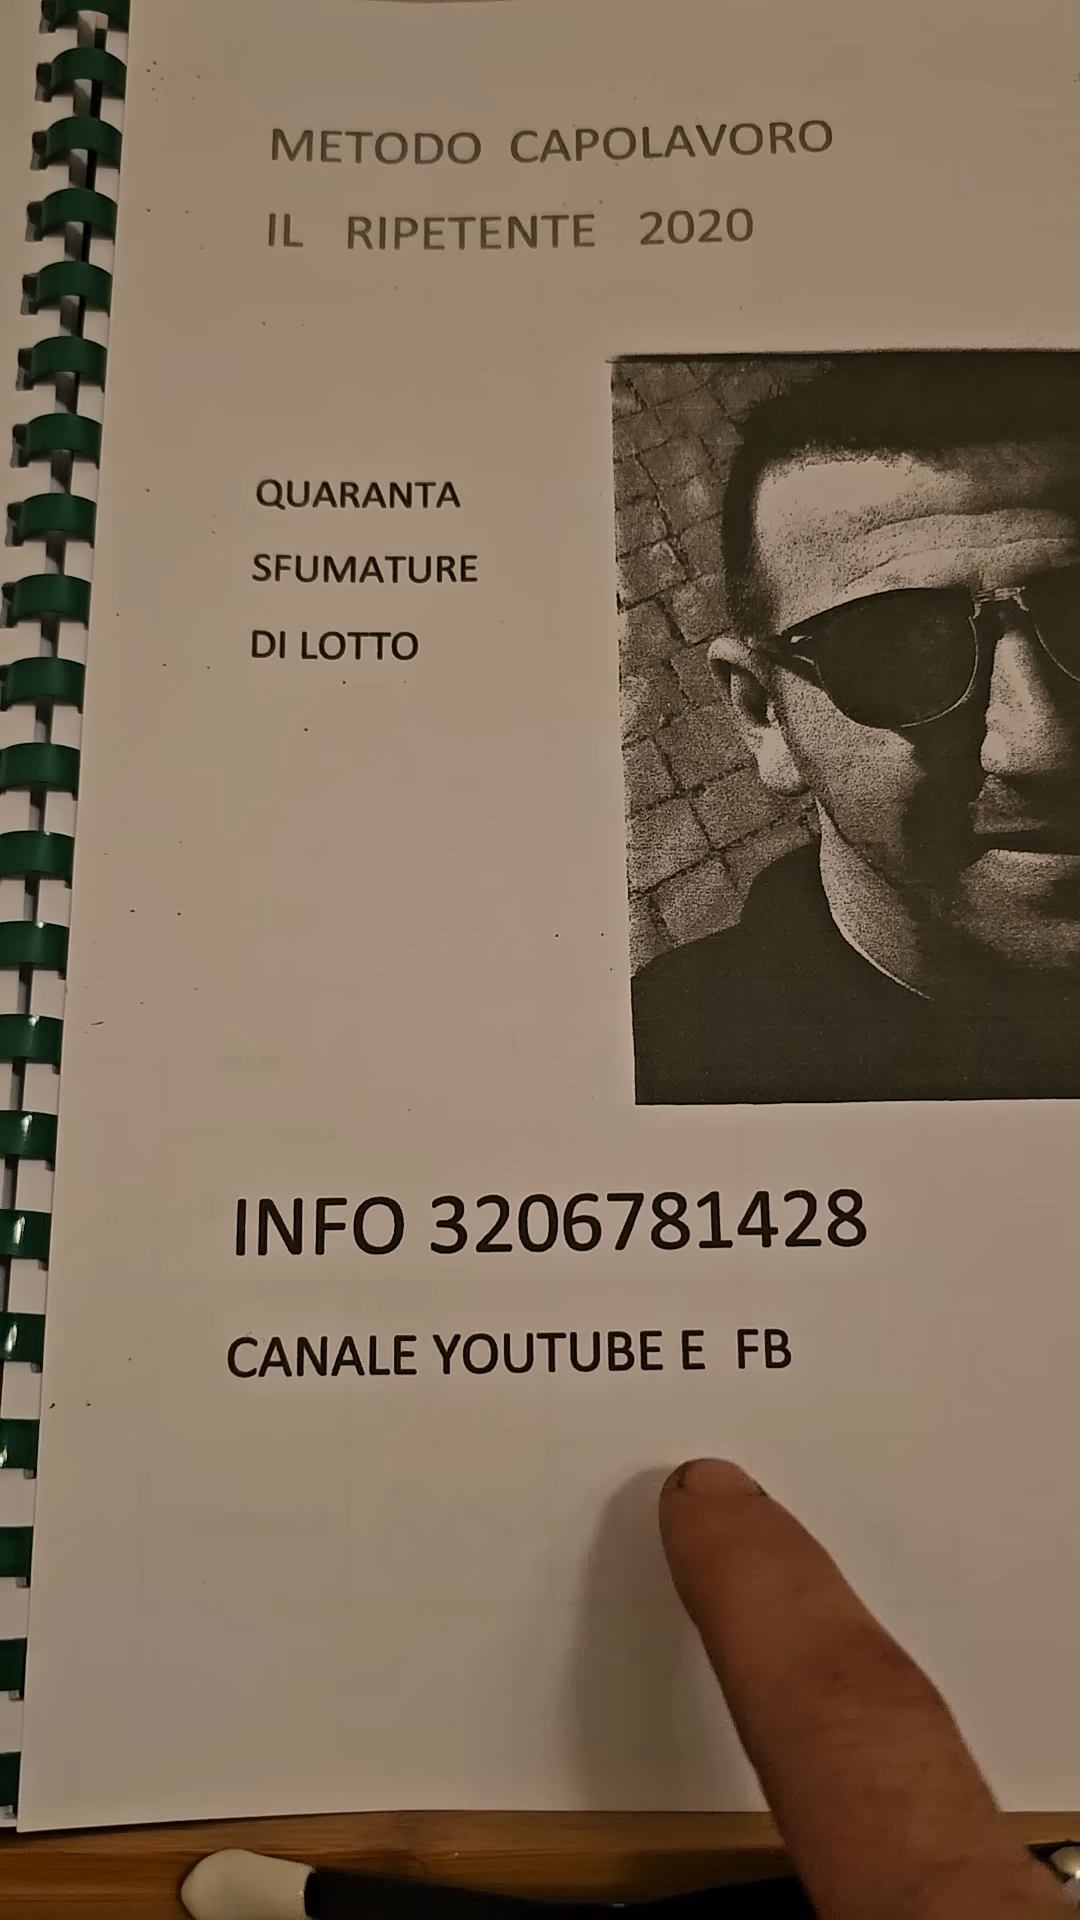 METODO CAPOLAVORO
IL RIPETENTE 2020
QUARANTA
SFUMATURE
DI LOTTO
INFO 3206781428
CANALE YOUTUBE E FB